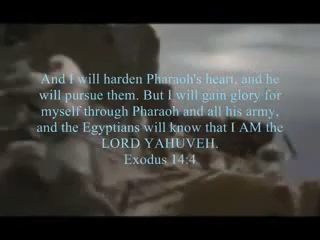 And I will harden Pharaoh's heart, and he
will pursue them. But I will gain glory for
myself through Pharaoh and all his army,
and the Egyptians will know that I AM the
LORD YAHUVEH.
Exodus 14:4